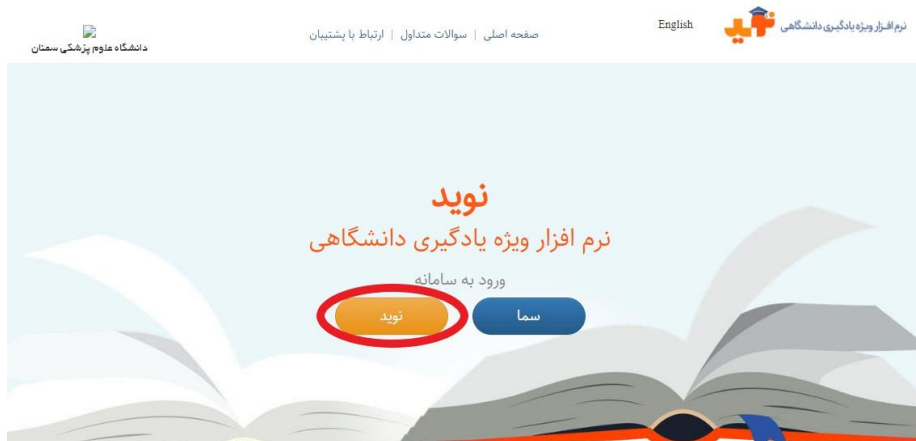 نرم افزار ویژه یادگیری دانشگاهی
نوید
English
صفحه اصلی | سوالات متداول | ارتباط با پشتیبان
دانشگاه علوم پزشکی سمنان
نوید
نرم افزار ویژه یادگیری دانشگاهی
ورود به سامانه
سما
نوید